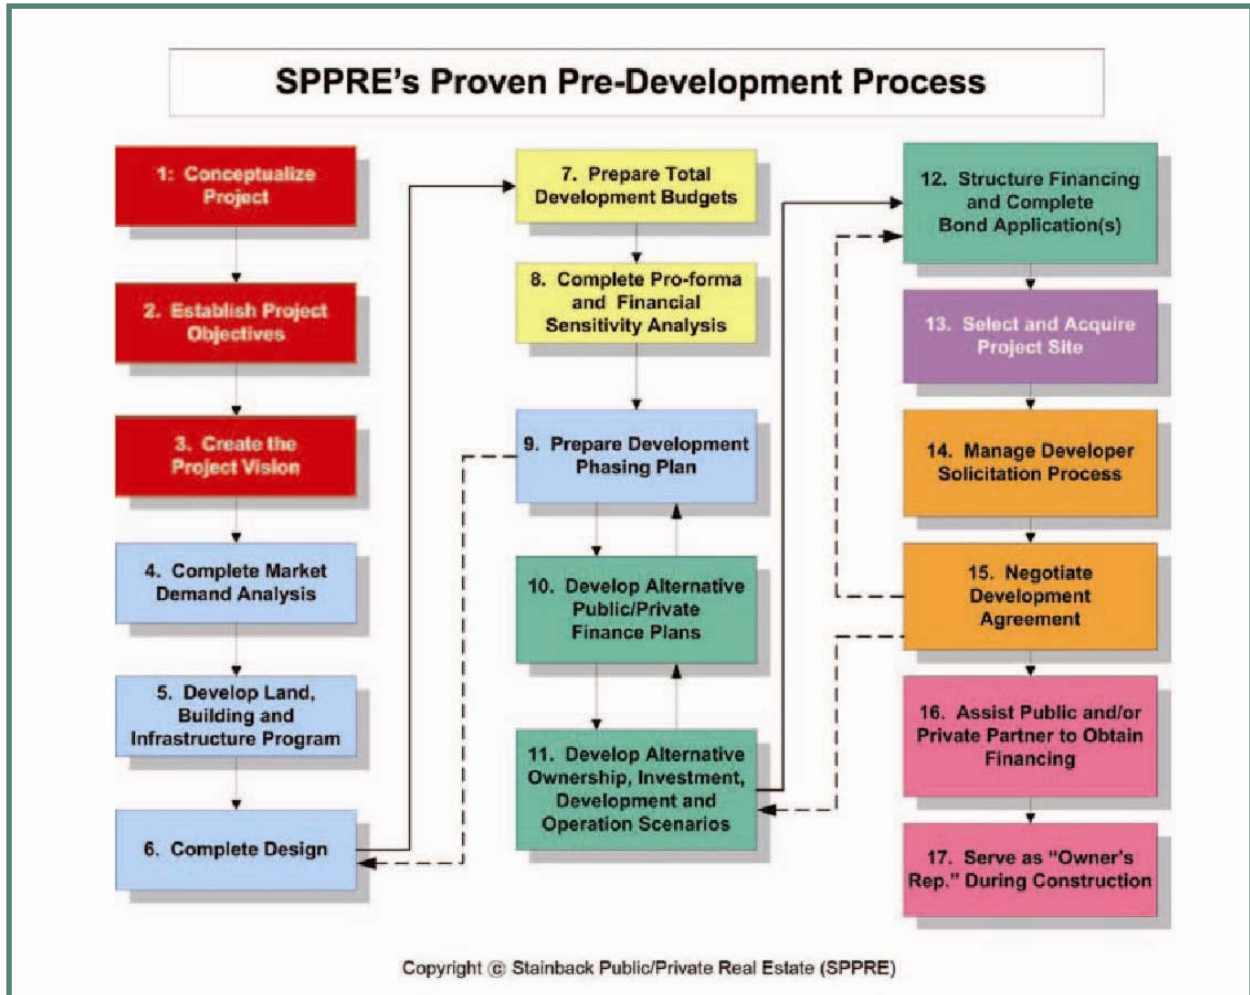 SPPRE's Proven Pre-Development Process
1: Conceptualize
Project
2. Establish Project
Objectives
3. Create the
Project Vision
4. Complete Market
Demand Analysis
5. Develop Land,
Building and
Infrastructure Program
6. Complete Design
7. Prepare Total
Development Budgets
8. Complete Pro-forma
and Financial
Sensitivity Analysis
9. Prepare Development
Phasing Plan
10. Develop Alternative
Public/Private
Finance Plans
11. Develop Alternative
Ownership, Investment,
Development and
Operation Scenarios
12. Structure Financing
and Complete
Bond Application(s)
13. Select and Acquire
Project Site
14. Manage Developer
Solicitation Process
15. Negotiate
Development
Agreement
16. Assist Public and/or
Private Partner to Obtain
Financing
17. Serve as "Owner's
Rep." During Construction
Copyright © Stainback Public/Private Real Estate (SPPRE)